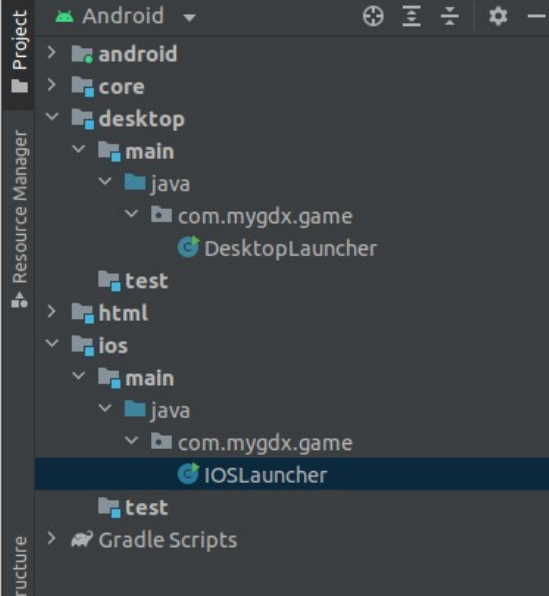 Android
android
core
desktop
main
java
com.mygdx.game
DesktopLauncher
test
html
ios
main
java
com.mygdx.game
IOSLauncher
test
Gradle Scripts
Project
Resource Manager
ructure